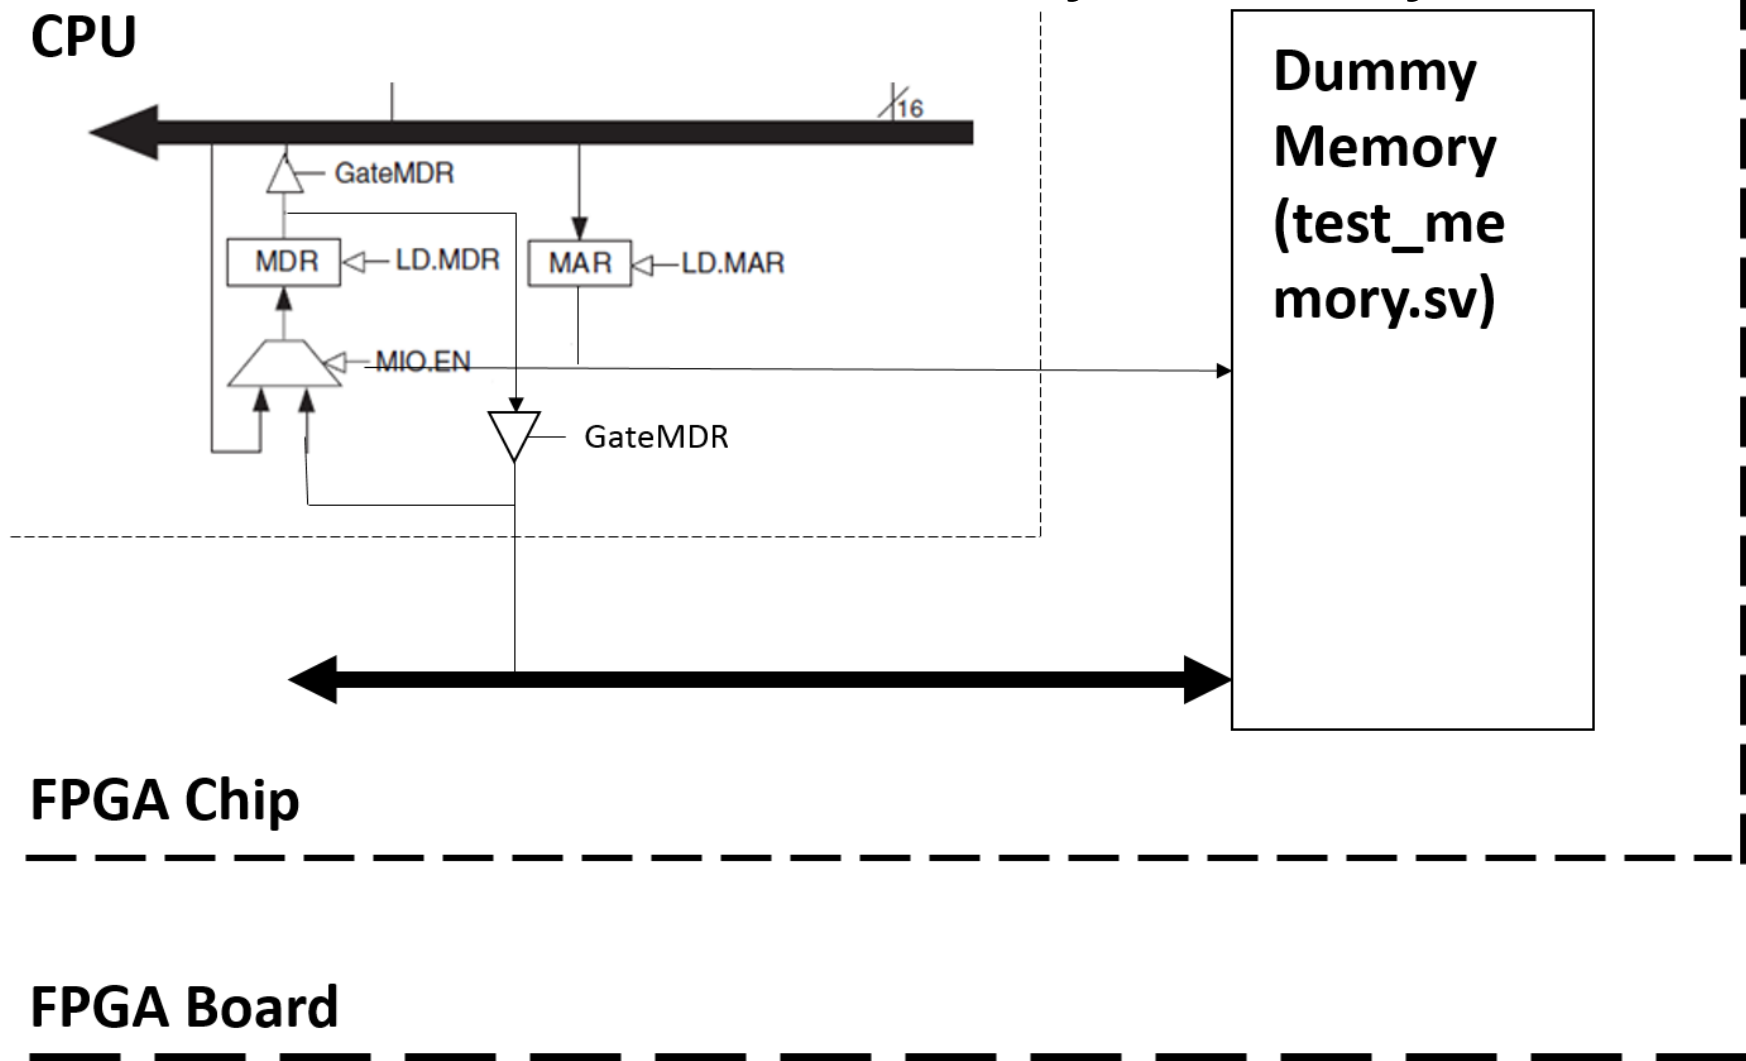 CPU
16
GateMDR
MDR
LD.MDR
MAR
LD.MAR
MIO.EN
GateMDR
Dummy
Memory
(test_me
mory.sv)
FPGA Chip
FPGA Board